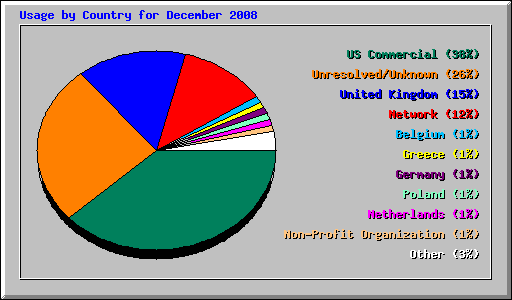 Usage by Country for December 2008
US Commercial (38%)
Unresolved/Unknown (26%)
United Kingdom (15%)
Network (12%)
Belgium (1%)
Greece (1%)
Germany (1%)
Poland (1%)
Netherlands (1%)
Non-Profit Organization (1%)
Other (3%)